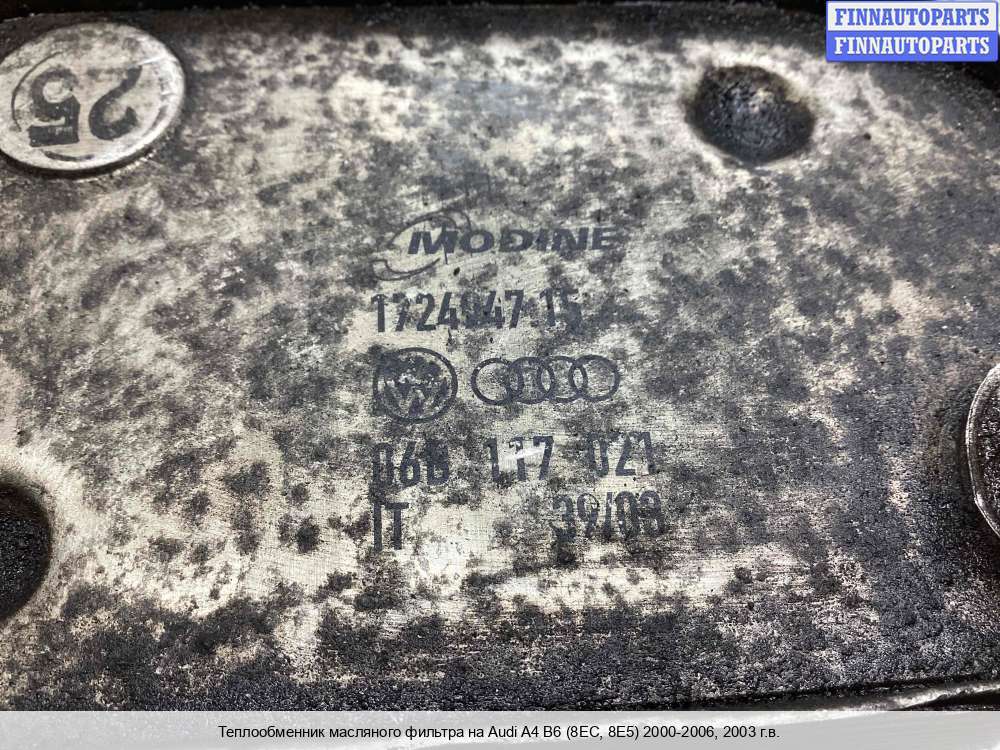 FINNAUTOPARTS
FINNAUTOPARTS
25
MODINE
1724947.15
06B 117 021
IT 39/08
Теплообменник масляного фильтра на Audi A4 B6 (8EC, 8E5) 2000-2006, 2003 г.в.